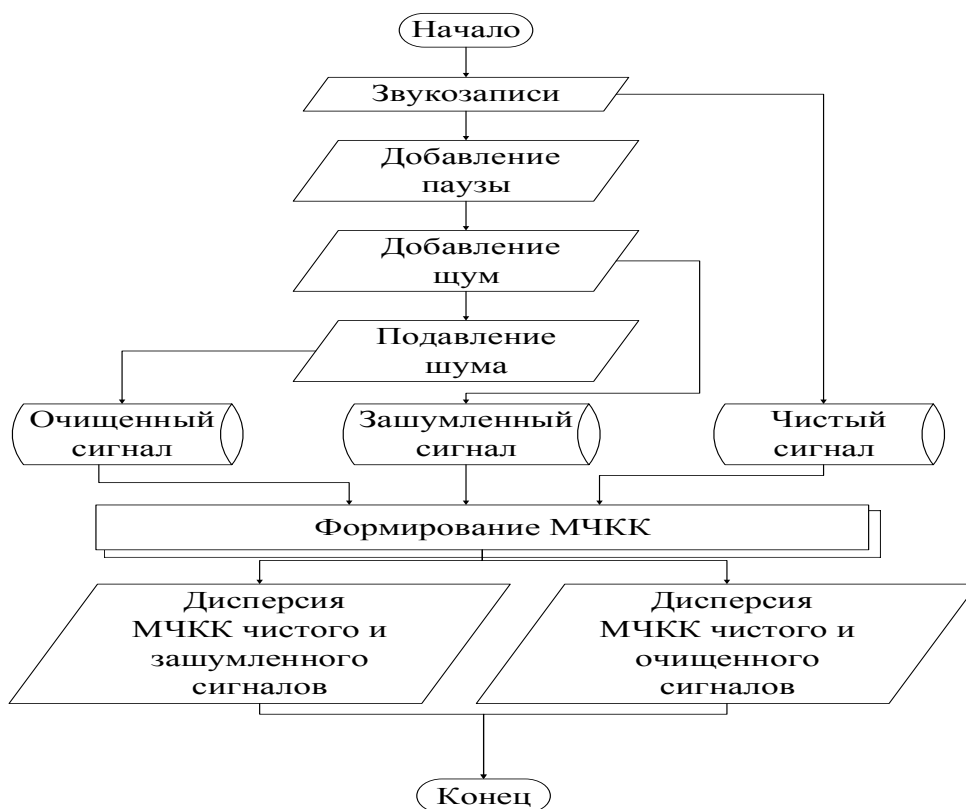 Начало
Звукозаписи
Добавление
паузы
Добавление
щум
Подавление
шума
Очищенный
сигнал
Зашумленный
сигнал
Чистый
сигнал
Формирование МЧКК
Дисперсия
МЧКК чистого и
зашумленного
сигналов
Дисперсия
МЧКК чистого и
очищенного
сигналов
Конец